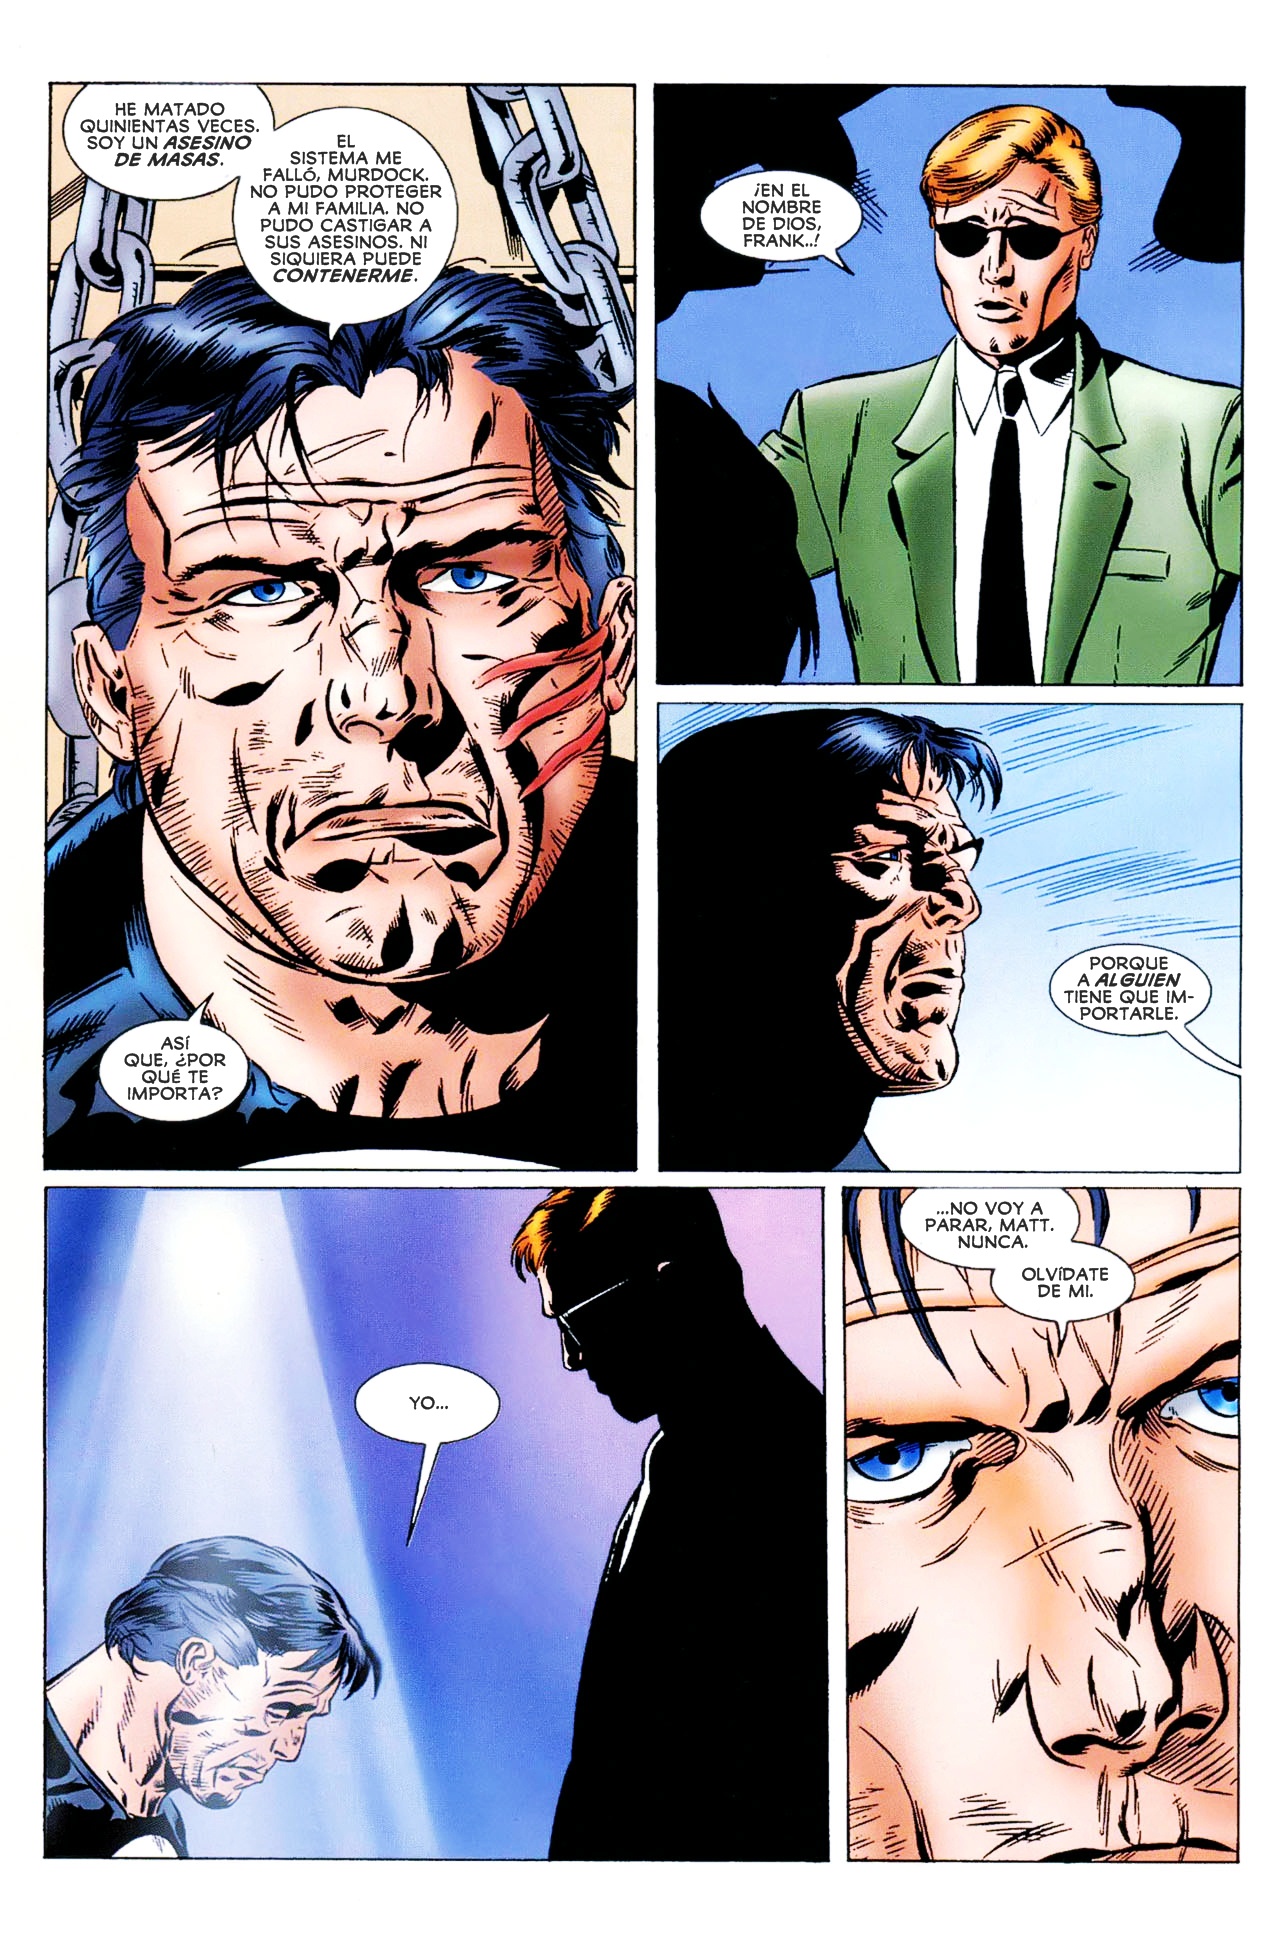 HE MATADO
QUINIENTAS VECES.
SOY UN ASESINO
DE MASAS.
EL
SISTEMA ME
FALLÓ, MURDOCK.
NO PUDO PROTEGER
A MI FAMILIA. NO
PUDO CASTIGAR A
SUS ASESINOS. NI
SIQUIERA PUEDE
CONTENERME.
ASÍ
QUE, ¿POR
QUÉ TE
IMPORTA?
¡EN EL
NOMBRE
DE DIOS,
FRANK..!
PORQUE
A ALGUIEN
TIENE QUE IM-
PORTARLE.
YO...
...NO VOY A
PARAR, MATT.
NUNCA.
OLVÍDATE
DE MI.